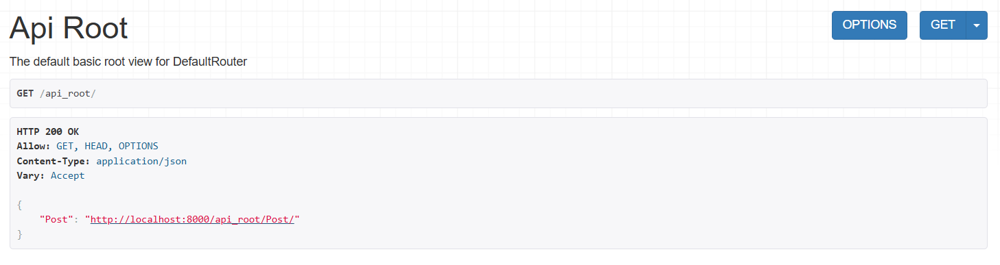 Api Root
OPTIONS
GET
The default basic root view for DefaultRouter
GET /api_root/
HTTP 200 OK
Allow: GET, HEAD, OPTIONS
Content-Type: application/json
Vary: Accept
{
"Post": "http://localhost:8000/api_root/Post/"
}